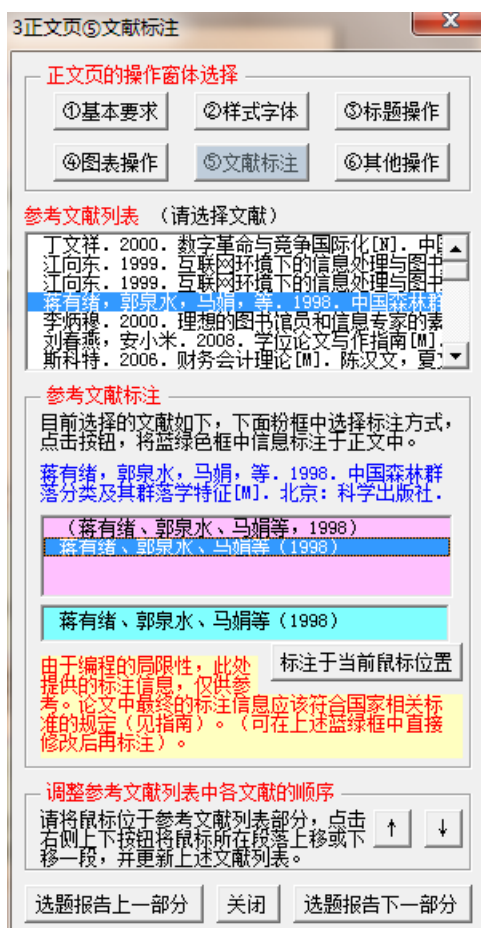 3正文页⑤文献标注
x
正文页的操作窗体选择
①基本要求 ②样式字体 ③标题操作
④图表操作 ⑤文献标注 ⑥其他操作
参考文献列表 (请选择文献)
丁文祥. 2000. 数字革命与竞争国际化[N]. 中
江向东. 1999. 互联网环境下的信息处理与图书
江向东. 1999. 互联网环境下的信息处理与图书
蒋有绪, 郭泉水, 马娟, 等. 1998. 中国森林群
李炳穆. 2000. 理想的图书馆员和信息专家的素
刘春燕, 安小米. 2008. 学位论文写作指南[M].
斯科特. 2006. 财务会计理论[M]. 陈汉文, 夏
参考文献标注
目前选择的文献如下，下面粉框中选择标注方式，
点击按钮，将蓝绿色框中信息标注于正文中。
蒋有绪, 郭泉水, 马娟, 等. 1998. 中国森林群
落分类及其群落学特征[M]. 北京: 科学出版社.
(蒋有绪、郭泉水、马娟等, 1998)
蒋有绪、郭泉水、马娟等 (1998)
蒋有绪、郭泉水、马娟等 (1998)
标注于当前鼠标位置
由于编程的局限性，此处
提供的标注信息，仅供参
考。论文中最终的标注信息应该符合国家相关标
准的规定（见指南）。（可在上述蓝绿框中直接
修改后再标注）。
调整参考文献列表中各文献的顺序
请将鼠标位于参考文献列表部分，点击
右侧上下按钮将鼠标所在段落上移或下
移一段，并更新上述文献列表。
↑ ↓
选题报告上一部分 关闭 选题报告下一部分